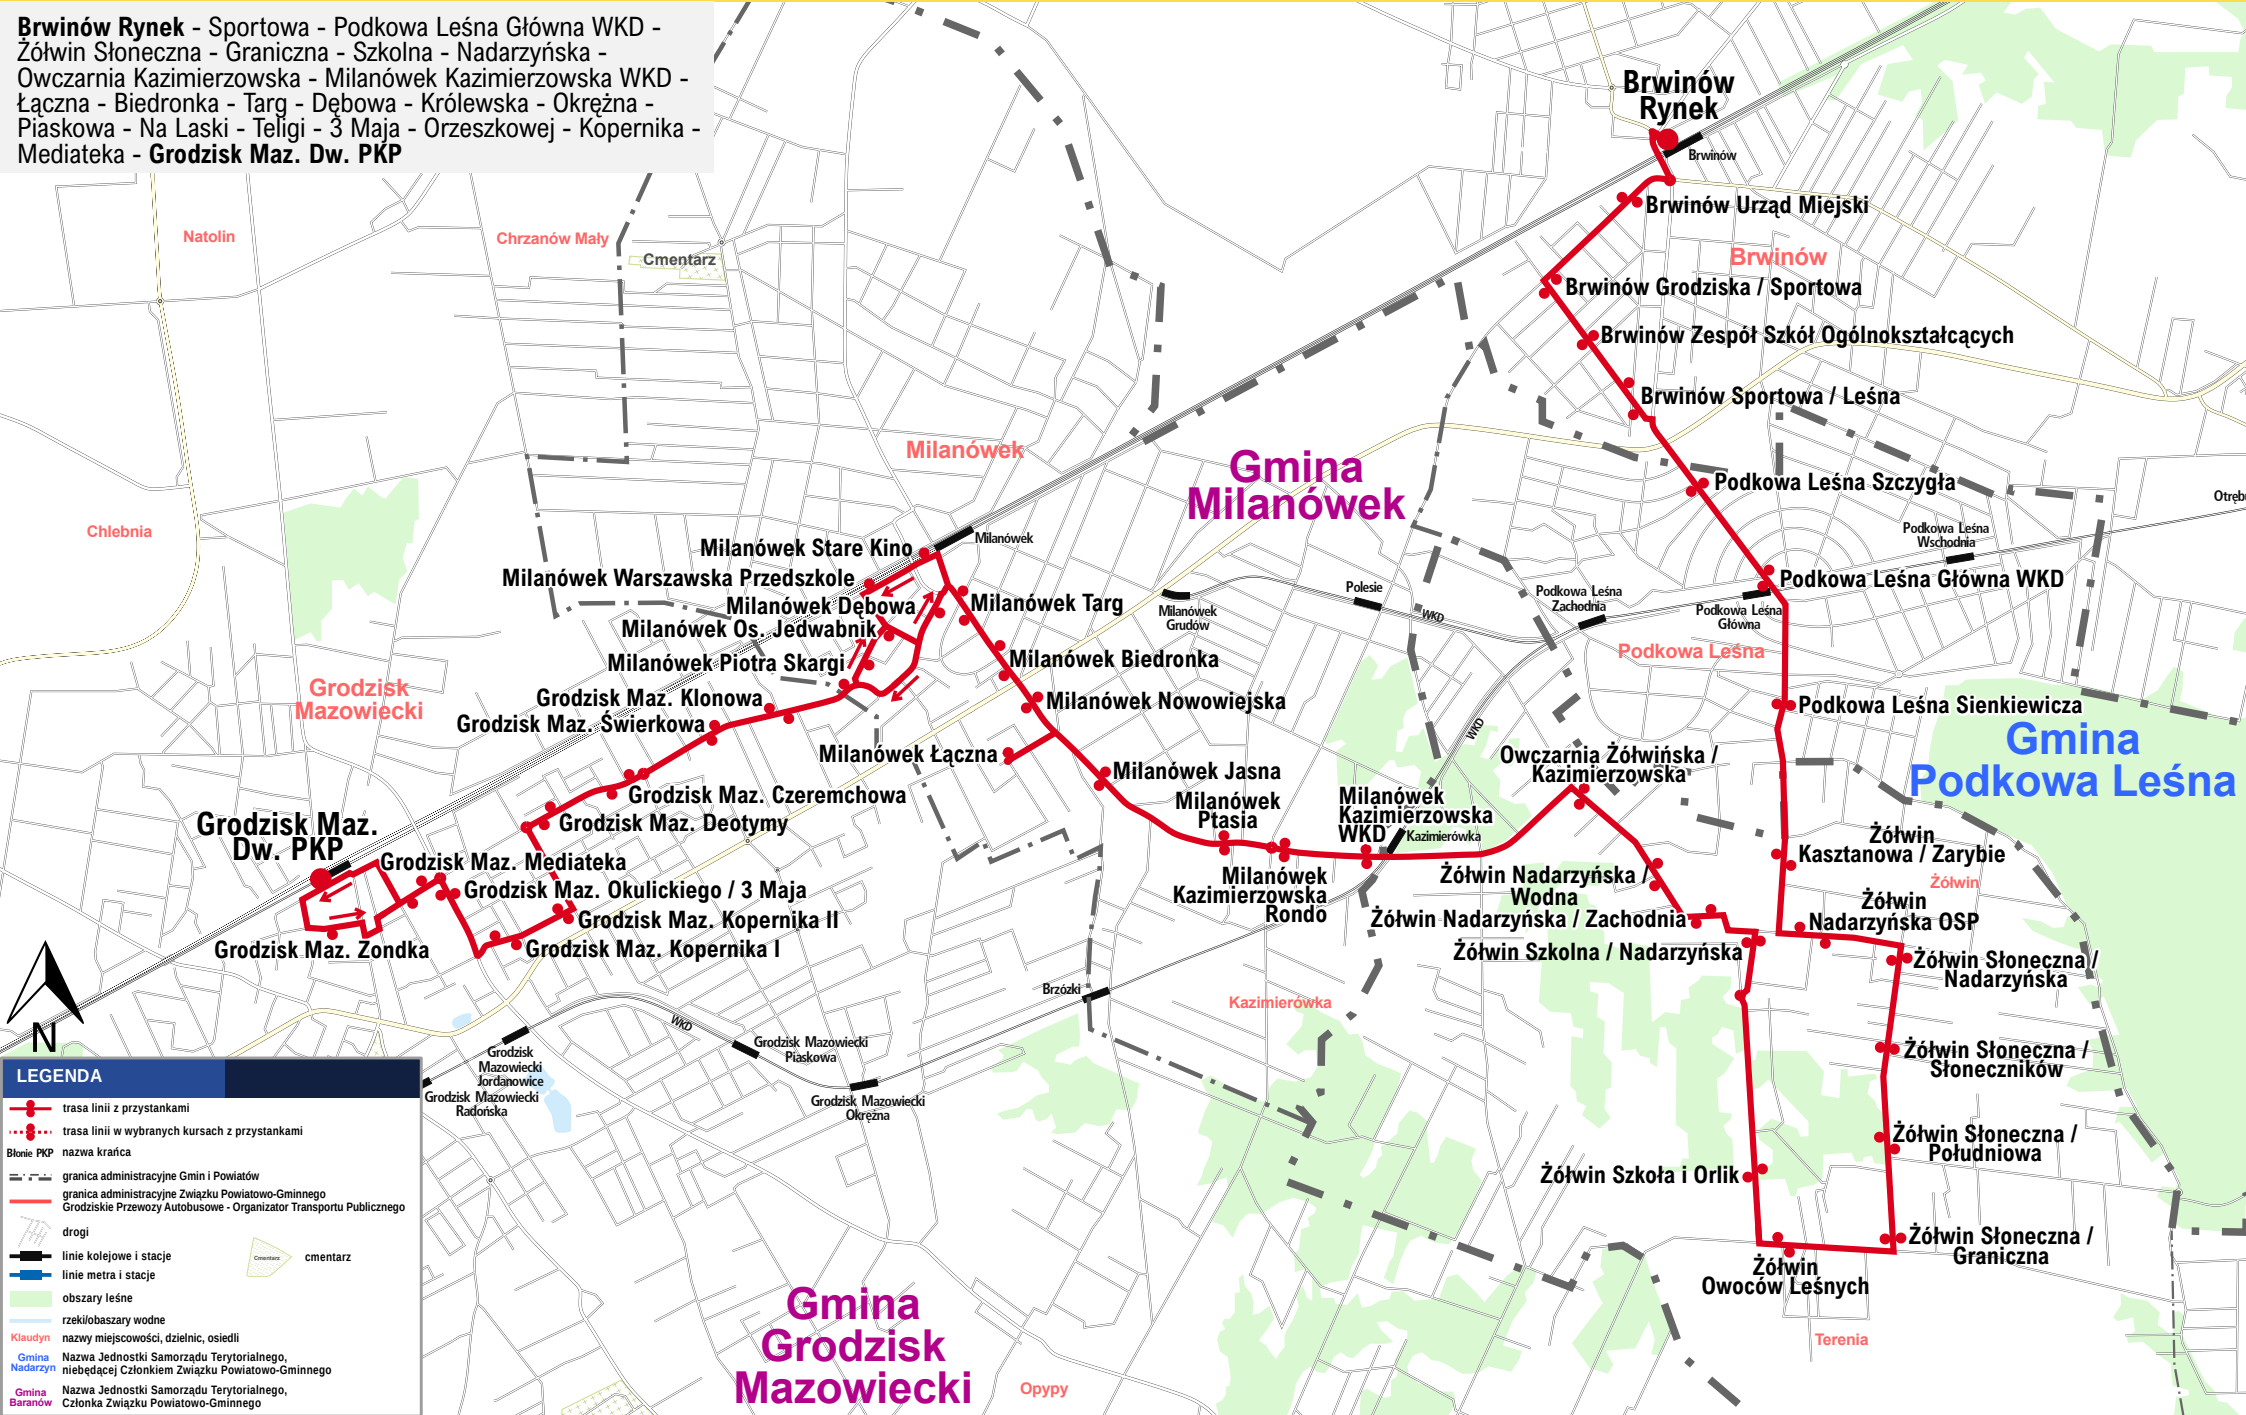 Brwinów Rynek - Sportowa - Podkowa Leśna Główna WKD -
Żółwin Słoneczna - Graniczna - Szkolna - Nadarzyńska -
Owczarnia Kazimierzowska - Milanówek Kazimierzowska WKD -
Łączna - Biedronka - Targ - Dębowa - Królewska - Okrężna -
Piaskowa - Na Laski - Teligi - 3 Maja - Orzeszkowej - Kopernika -
Mediateka - Grodzisk Maz. Dw. PKP
Brwinów
Rynek
Brwinów
Brwinów Urząd Miejski
Natolin
Chrzanów Mały
Cmentarz
Brwinów
Brwinów Grodziska / Sportowa
Brwinów Zespół Szkół Ogólnokształcących
Brwinów Sportowa / Leśna
Milanówek
Gmina
Milanówek
Podkowa Leśna Szczygła
Otręb
Chlebnia
Podkowa Leśna
Wschodnia
Milanówek Stare Kino
Milanówek
Milanówek Warszawska Przedszkole
Podkowa Leśna Główna WKD
Polesie
Podkowa Leśna
Zachodnia
Milanówek Dębowa
Milanówek Targ
Milanówek
Grudów
WKD
Podkowa Leśna
Główna
Milanówek Os. Jedwabnik
Milanówek Piotra Skargi
Milanówek Biedronka
Podkowa Leśna
Grodzisk
Mazowiecki
Grodzisk Maz. Klonowa
Milanówek Nowowiejska
Podkowa Leśna Sienkiewicza
Grodzisk Maz. Świerkowa
WKD
Gmina
Podkowa Leśna
Milanówek Łączna
Owczarnia Żółwińska /
Kazimierzowska
Milanówek Jasna
Grodzisk Maz. Czeremchowa
Milanówek
Ptasia
Milanówek
Kazimierzowska
WKD
Kazimierówka
Grodzisk Maz. Deotymy
Grodzisk Maz.
Dw. PKP
Żółwin
Kasztanowa / Zarybie
Grodzisk Maz. Mediateka
Milanówek
Kazimierzowska
Rondo
Żółwin Nadarzyńska /
Wodna
Żółwin
Grodzisk Maz. Okulickiego / 3 Maja
Żółwin
Nadarzyńska OSP
Grodzisk Maz. Kopernika II
Żółwin Nadarzyńska / Zachodnia
Grodzisk Maz. Zondka
Grodzisk Maz. Kopernika I
Żółwin Szkolna / Nadarzyńska
Żółwin Słoneczna /
Nadarzyńska
Brzózki
Kazimierówka
N
WKD
Grodzisk Mazowiecki
Piaskowa
Żółwin Słoneczna /
Słoneczników
Grodzisk
Mazowiecki
Jordanowice
Grodzisk Mazowiecki
Radońska
Grodzisk Mazowiecki
Okrężna
Żółwin Słoneczna /
Południowa
Żółwin Szkoła i Orlik
Żółwin Słoneczna /
Graniczna
Żółwin
Owoców Leśnych
Gmina
Grodzisk
Mazowiecki
Terenia
Opypy
LEGENDA
trasa linii z przystankami
trasa linii w wybranych kursach z przystankami
Błonie PKP nazwa krańca
granica administracyjne Gmin i Powiatów
granica administracyjne Związku Powiatowo-Gminnego
Grodziskie Przewozy Autobusowe - Organizator Transportu Publicznego
drogi
linie kolejowe i stacje
Cmentarz cmentarz
linie metra i stacje
obszary leśne
rzeki/obaszary wodne
Klaudyn nazwy miejscowości, dzielnic, osiedli
Gmina
Nadarzyn
Nazwa Jednostki Samorządu Terytorialnego,
niebędącej Członkiem Związku Powiatowo-Gminnego
Gmina
Baranów
Nazwa Jednostki Samorządu Terytorialnego,
Członka Związku Powiatowo-Gminnego